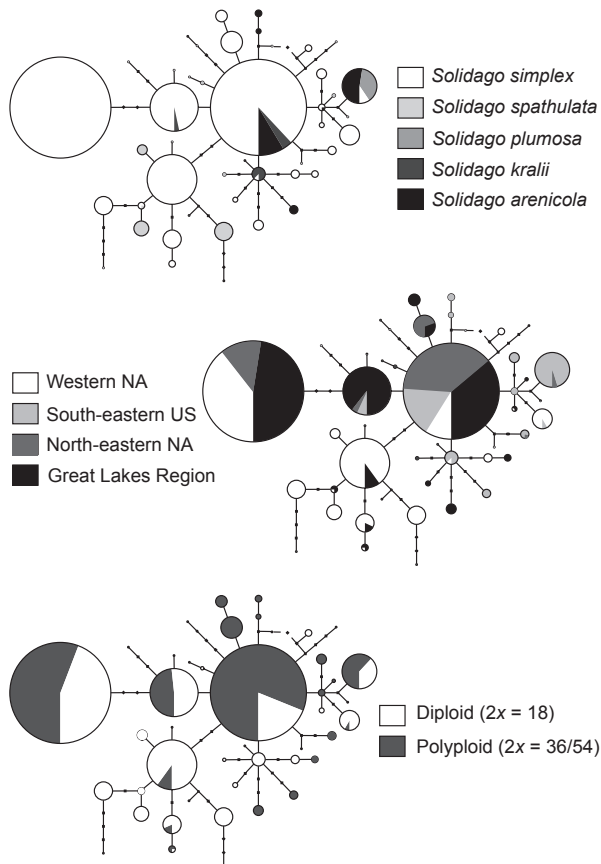 Solidago simplex
Solidago spathulata
Solidago plumosa
Solidago kralii
Solidago arenicola
Western NA
South-eastern US
North-eastern NA
Great Lakes Region
Diploid (2x = 18)
Polyploid (2x = 36/54)